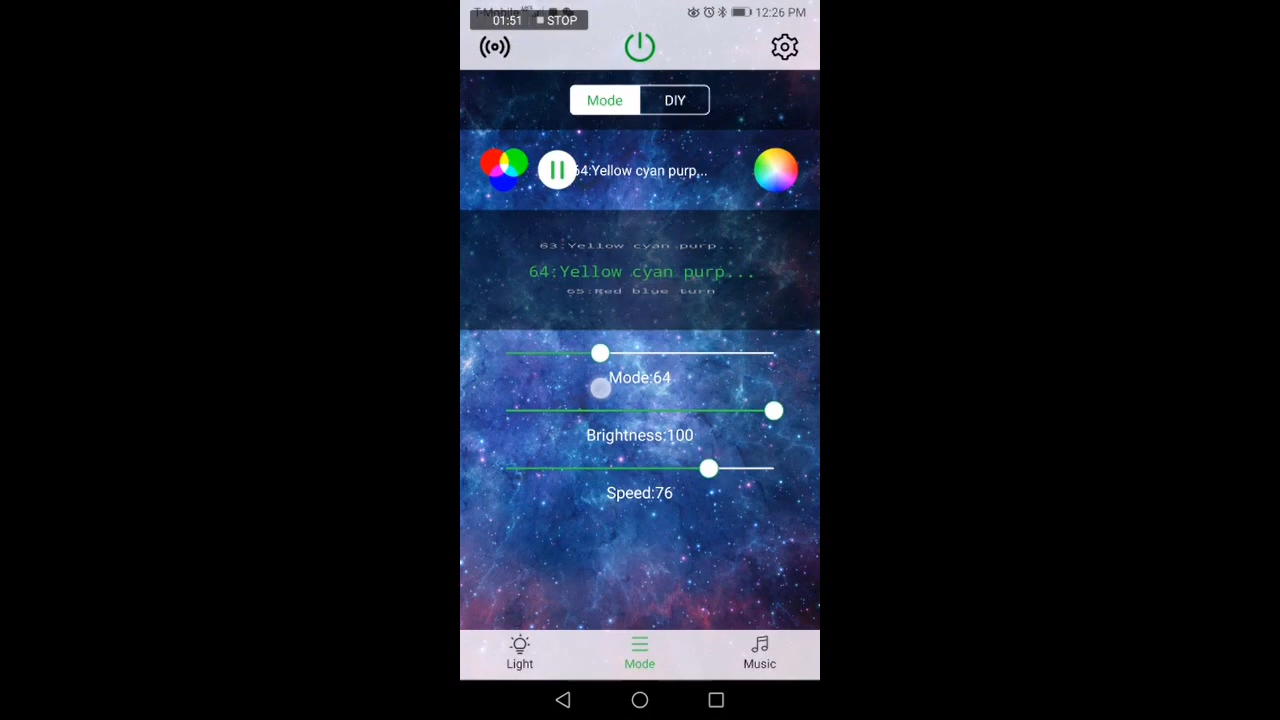 T-Mobile
12:26 PM
01:51 STOP
Mode DIY
64:Yellow cyan purp...
63:Yellow cyan purp...
64:Yellow cyan purp...
65:Red blue turn
Mode:64
Brightness:100
Speed:76
Light Mode Music